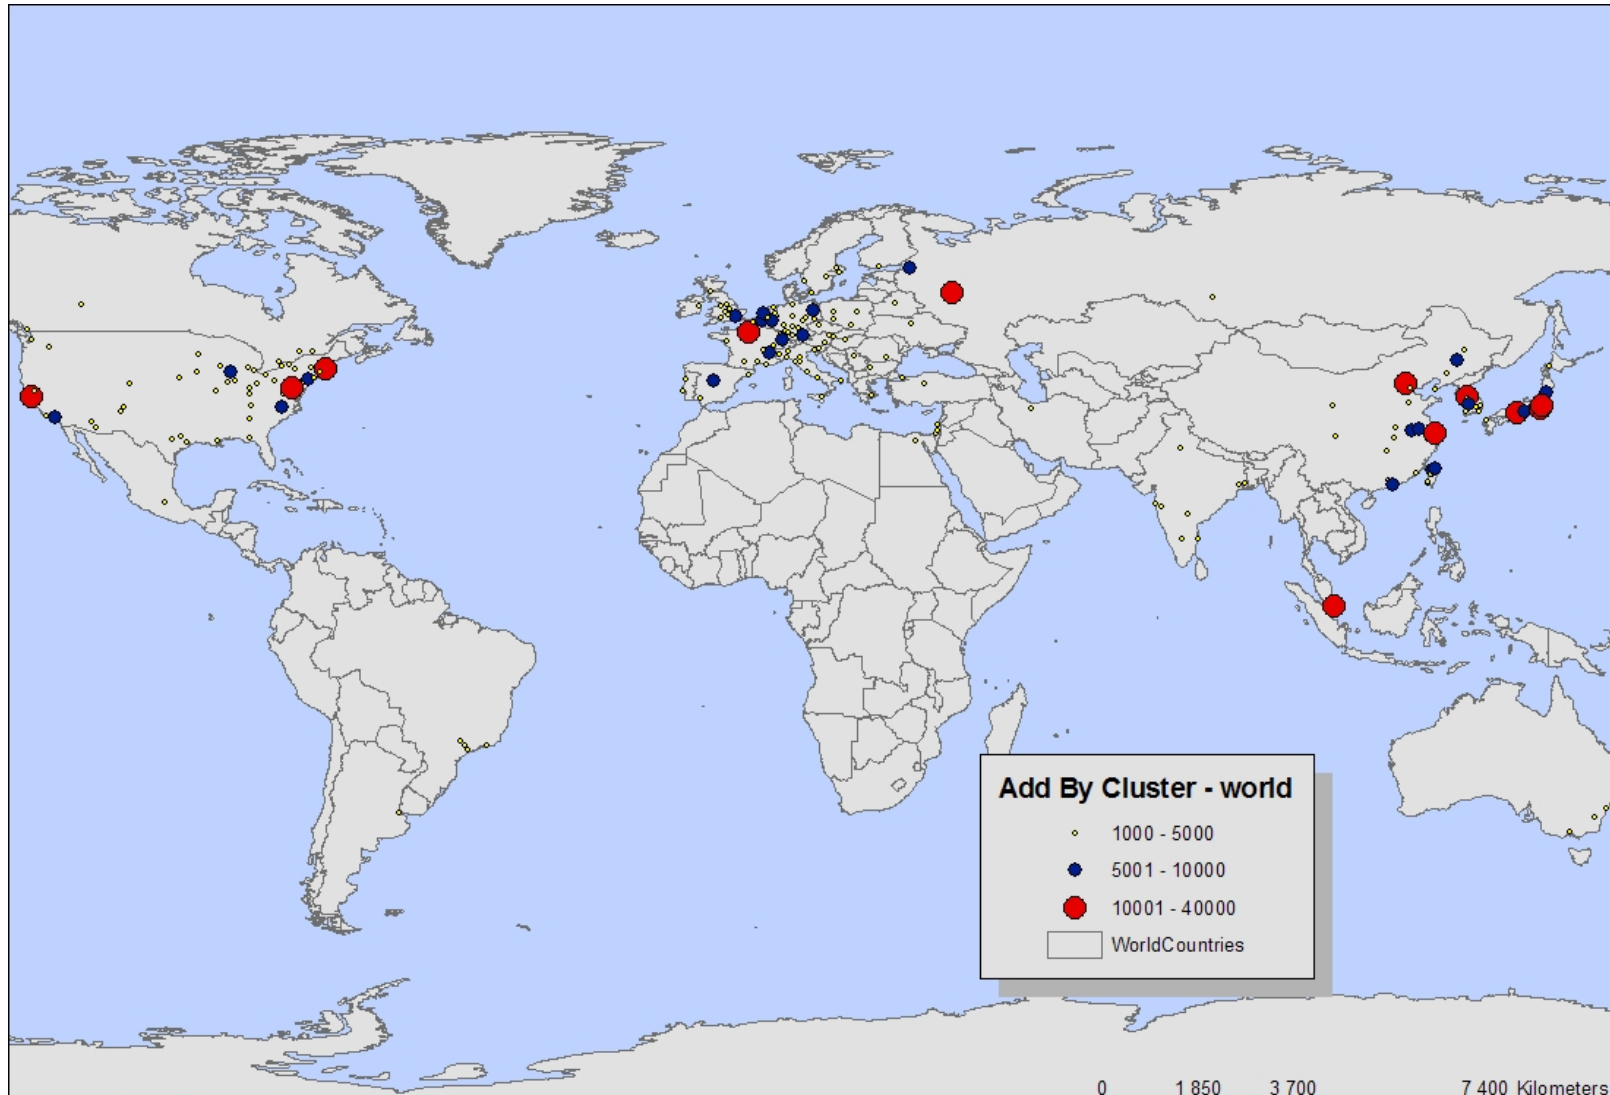 Add By Cluster - world
1000 - 5000
5001 - 10000
10001 - 40000
WorldCountries
0 1 850 3 700 7 400 Kilometers